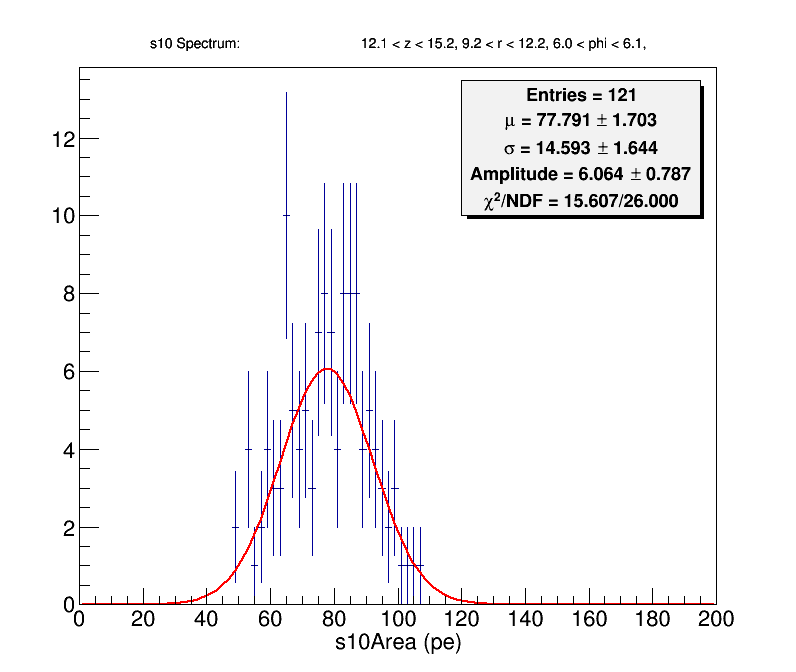 s10 Spectrum: 12.1 < z < 15.2, 9.2 < r < 12.2, 6.0 < phi < 6.1,
Entries = 121
μ = 77.791 ± 1.703
σ = 14.593 ± 1.644
Amplitude = 6.064 ± 0.787
χ²/NDF = 15.607/26.000
12
10
8
6
4
2
0
0 20 40 60 80 100 120 140 160 180 200
s10Area (pe)